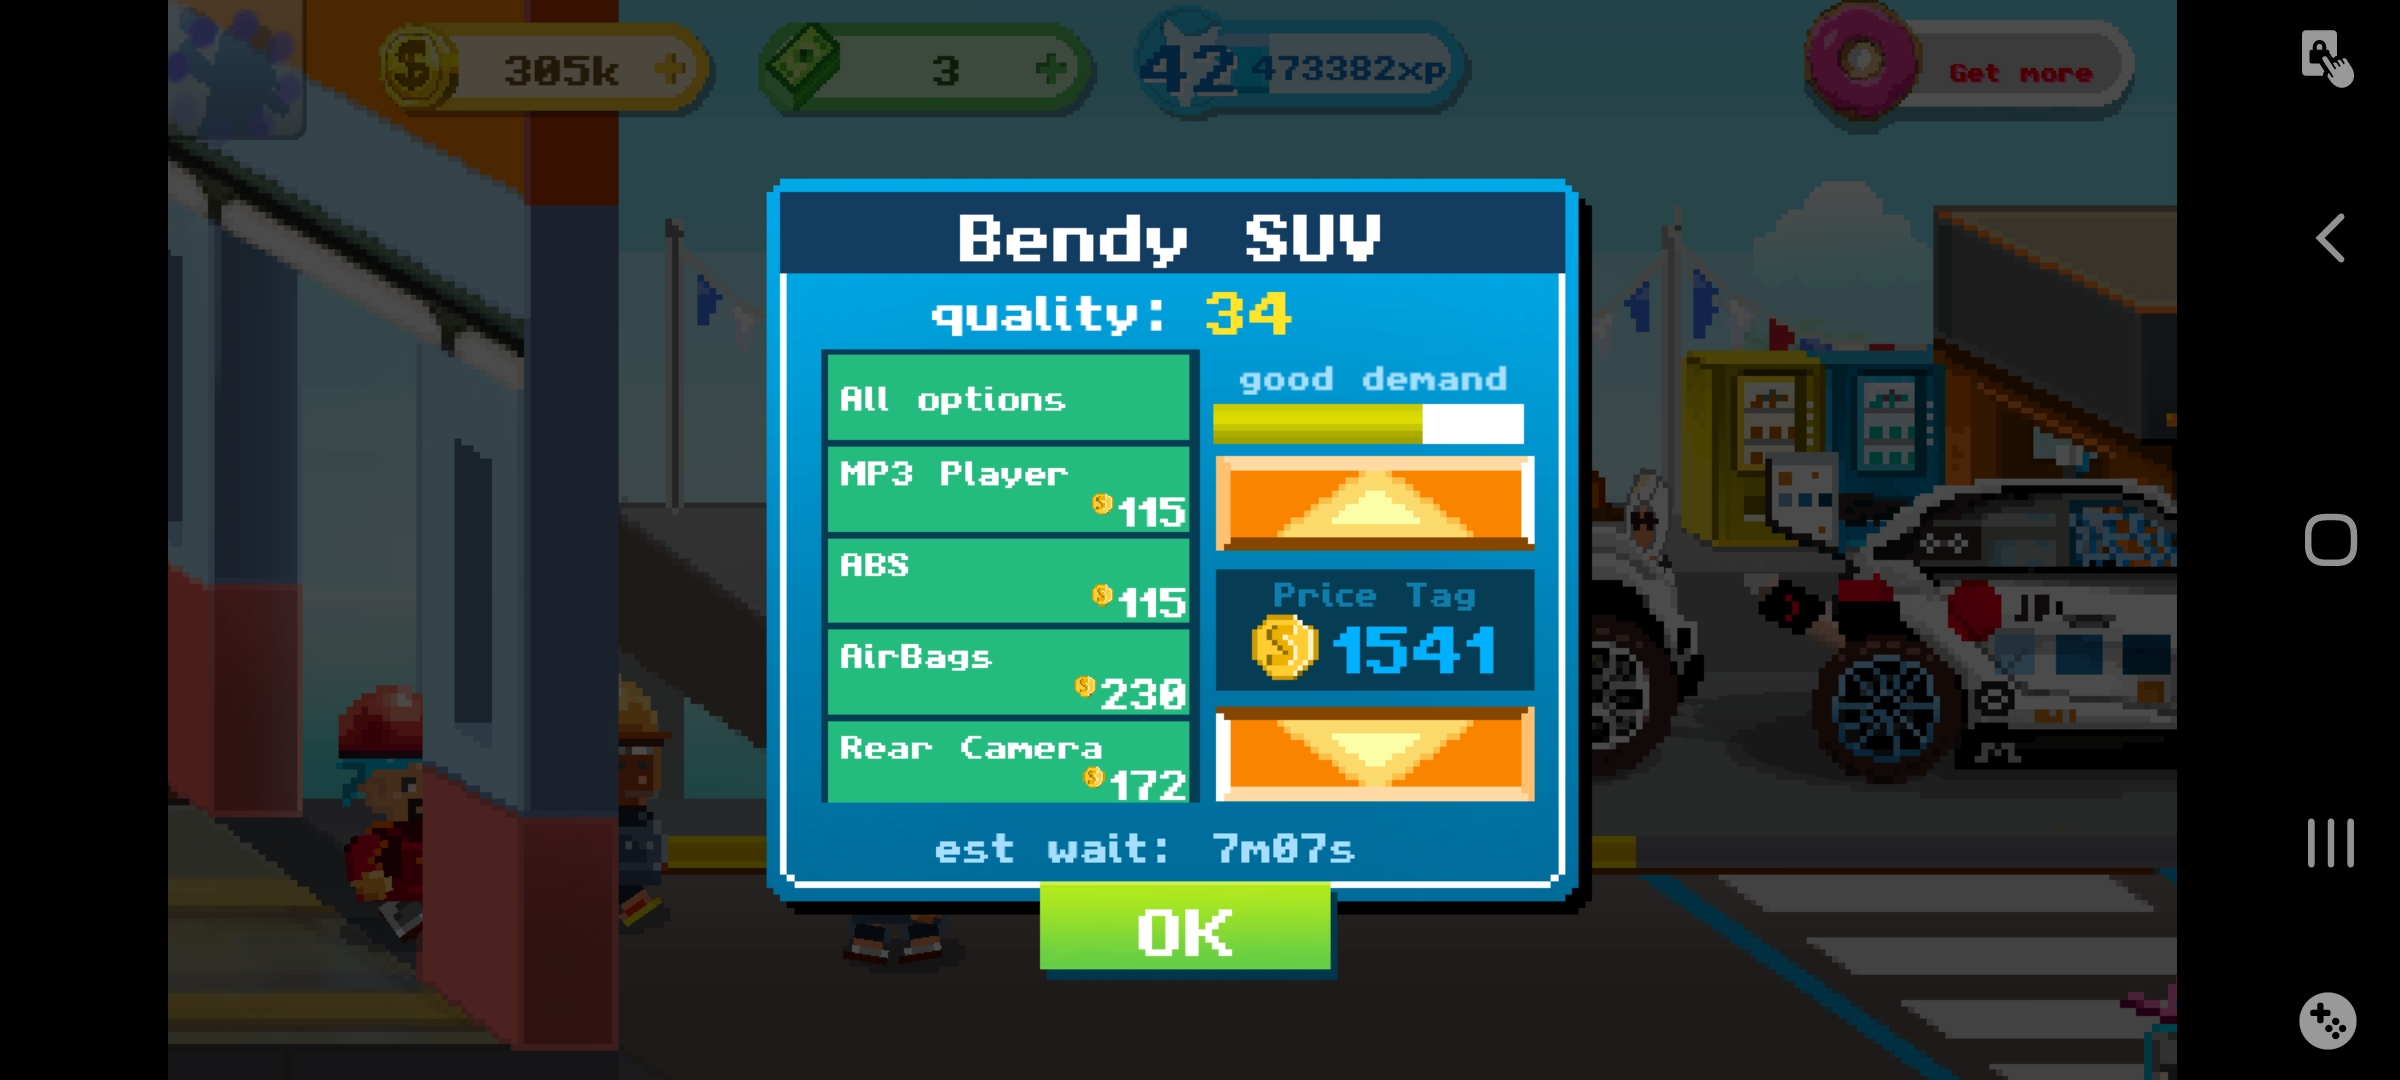 305k
3
42 473382xp
Get more
Bendy SUV
quality: 34
All options
MP3 Player
115
ABS
115
AirBags
230
Rear Camera
172
good demand
Price Tag
1541
est wait: 7m07s
OK